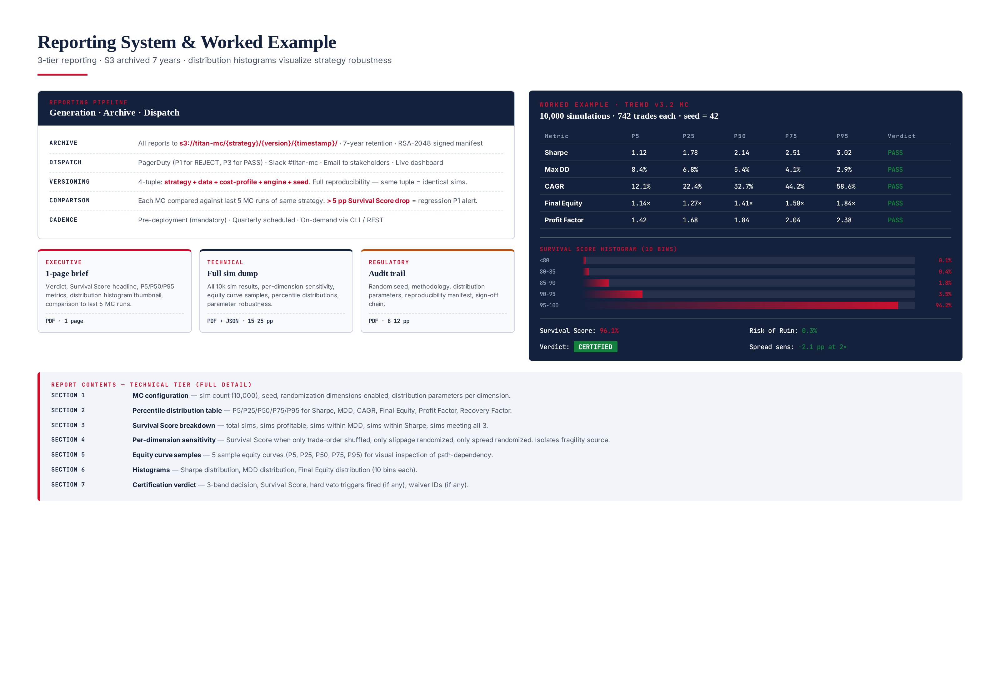 Reporting System & Worked Example
3-tier reporting · S3 archived 7 years · distribution histograms visualize strategy robustness
REPORTING PIPELINE
Generation · Archive · Dispatch
ARCHIVE All reports to s3://titan-mc/{strategy}/{version}/{timestamp}/ · 7-year retention · RSA-2048 signed manifest
DISPATCH PagerDuty (P1 for REJECT, P3 for PASS) · Slack #titan-mc · Email to stakeholders · Live dashboard
VERSIONING 4-tuple: strategy + data + cost-profile + engine + seed. Full reproducibility — same tuple = identical sims.
COMPARISON Each MC compared against last 5 MC runs of same strategy. > 5 pp Survival Score drop = regression P1 alert.
CADENCE Pre-deployment (mandatory) · Quarterly scheduled · On-demand via CLI / REST
EXECUTIVE
1-page brief
Verdict, Survival Score headline, P5/P50/P95
metrics, distribution histogram thumbnail,
comparison to last 5 MC runs.
PDF · 1 page
TECHNICAL
Full sim dump
All 10k sim results, per-dimension sensitivity,
equity curve samples, percentile distributions,
parameter robustness.
PDF + JSON · 15-25 pp
REGULATORY
Audit trail
Random seed, methodology, distribution
parameters, reproducibility manifest, sign-off
chain.
PDF · 8-12 pp
WORKED EXAMPLE · TREND v3.2 MC
10,000 simulations · 742 trades each · seed = 42
Metric P5 P25 P50 P75 P95 Verdict
Sharpe 1.12 1.78 2.14 2.51 3.02 PASS
Max DD 8.4% 6.8% 5.4% 4.1% 2.9% PASS
CAGR 12.1% 22.4% 32.7% 44.2% 58.6% PASS
Final Equity 1.14× 1.27× 1.41× 1.58× 1.84× PASS
Profit Factor 1.42 1.68 1.84 2.04 2.38 PASS
SURVIVAL SCORE HISTOGRAM (10 BINS)
<80 0.1%
80-85 0.4%
85-90 1.8%
90-95 3.5%
95-100 94.2%
Survival Score: 96.1% Risk of Ruin: 0.3%
Verdict: CERTIFIED Spread sens: -2.1 pp at 2×
REPORT CONTENTS — TECHNICAL TIER (FULL DETAIL)
SECTION 1 MC configuration — sim count (10,000), seed, randomization dimensions enabled, distribution parameters per dimension.
SECTION 2 Percentile distribution table — P5/P25/P50/P75/P95 for Sharpe, MDD, CAGR, Final Equity, Profit Factor, Recovery Factor.
SECTION 3 Survival Score breakdown — total sims, sims profitable, sims within MDD, sims within Sharpe, sims meeting all 3.
SECTION 4 Per-dimension sensitivity — Survival Score when only trade-order shuffled, only slippage randomized, only spread randomized. Isolates fragility source.
SECTION 5 Equity curve samples — 5 sample equity curves (P5, P25, P50, P75, P95) for visual inspection of path-dependency.
SECTION 6 Histograms — Sharpe distribution, MDD distribution, Final Equity distribution (10 bins each).
SECTION 7 Certification verdict — 3-band decision, Survival Score, hard veto triggers fired (if any), waiver IDs (if any).